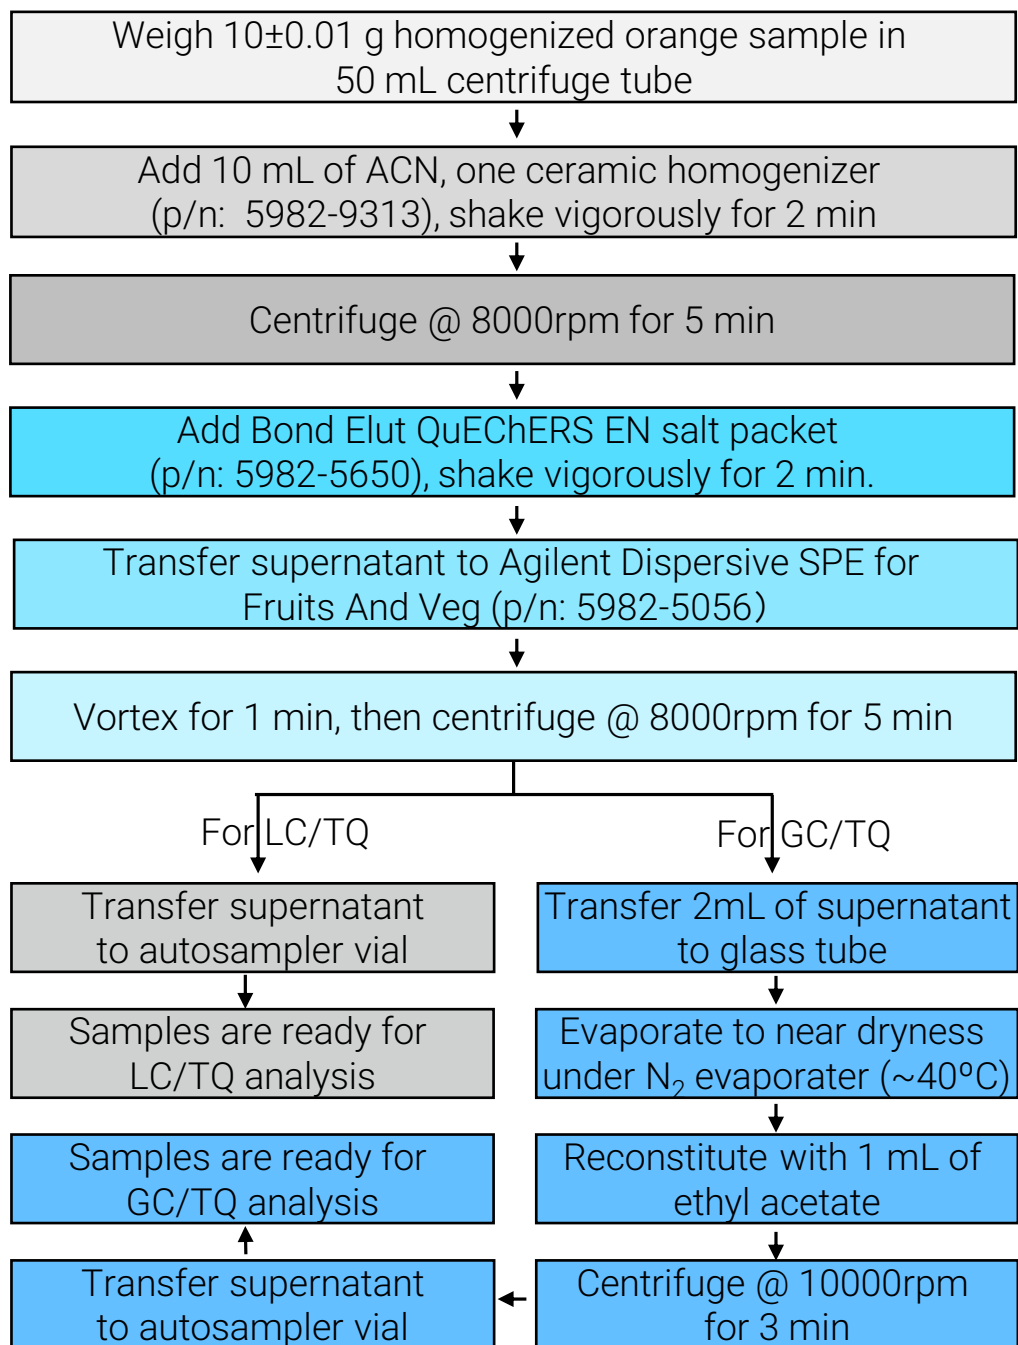 Weigh 10±0.01 g homogenized orange sample in
50 mL centrifuge tube
Add 10 mL of ACN, one ceramic homogenizer
(p/n:  5982-9313), shake vigorously for 2 min
Centrifuge @ 8000rpm for 5 min
Add Bond Elut QuEChERS EN salt packet
(p/n: 5982-5650), shake vigorously for 2 min.
Transfer supernatant to Agilent Dispersive SPE for
Fruits And Veg (p/n: 5982-5056）
Vortex for 1 min, then centrifuge @ 8000rpm for 5 min
For LC/TQ
Transfer supernatant
to autosampler vial
Samples are ready for
LC/TQ analysis
For GC/TQ
Transfer 2mL of supernatant
to glass tube
Evaporate to near dryness
under N₂ evaporater (~40ºC)
Reconstitute with 1 mL of
ethyl acetate
Centrifuge @ 10000rpm
for 3 min
Transfer supernatant
to autosampler vial
Samples are ready for
GC/TQ analysis